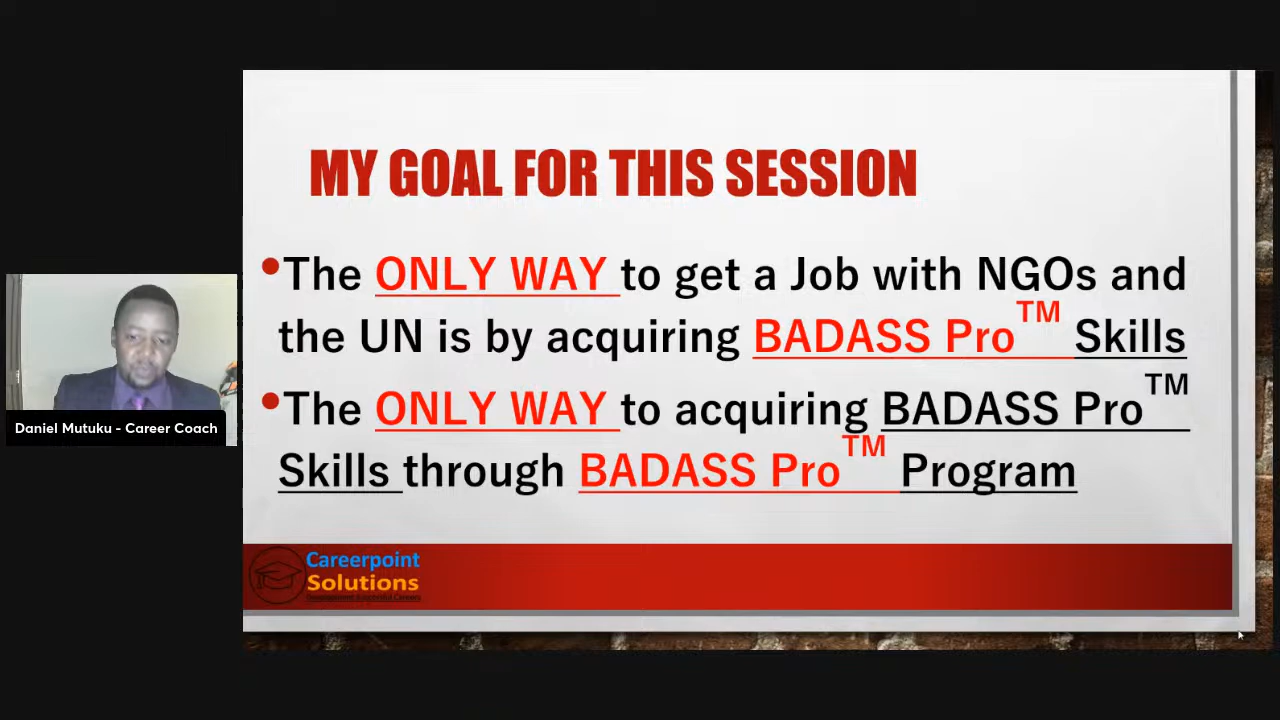 MY GOAL FOR THIS SESSION
•The ONLY WAY to get a Job with NGOs and
the UN is by acquiring BADASS Pro™ Skills
•The ONLY WAY to acquiring BADASS Pro™
Skills through BADASS Pro™ Program
Daniel Mutuku - Career Coach
Careerpoint
Solutions